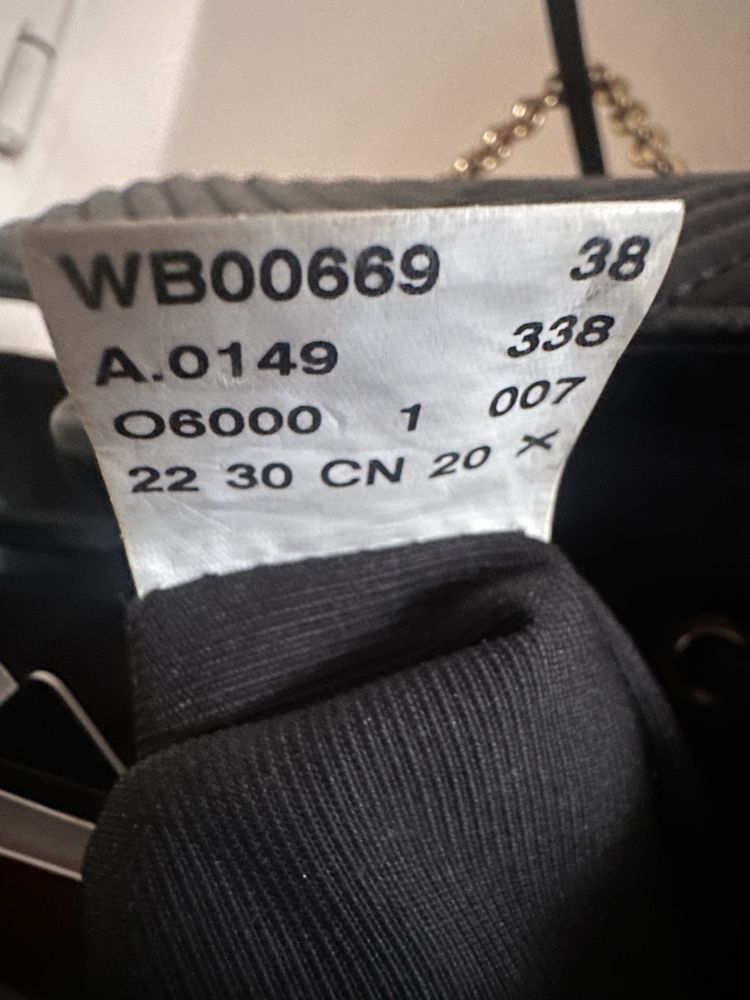 WB00669 38
A.0149 338
O6000 1 007
22 30 CN 20 X